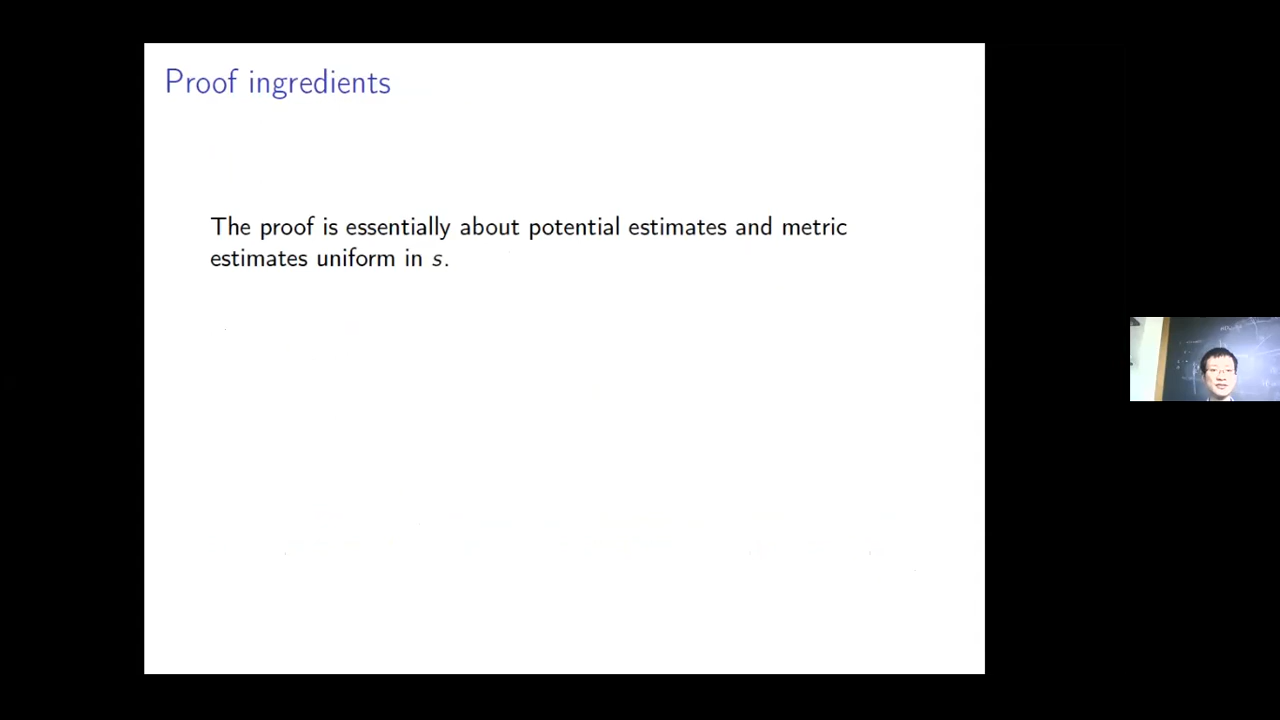 Proof ingredients
The proof is essentially about potential estimates and metric
estimates uniform in s.